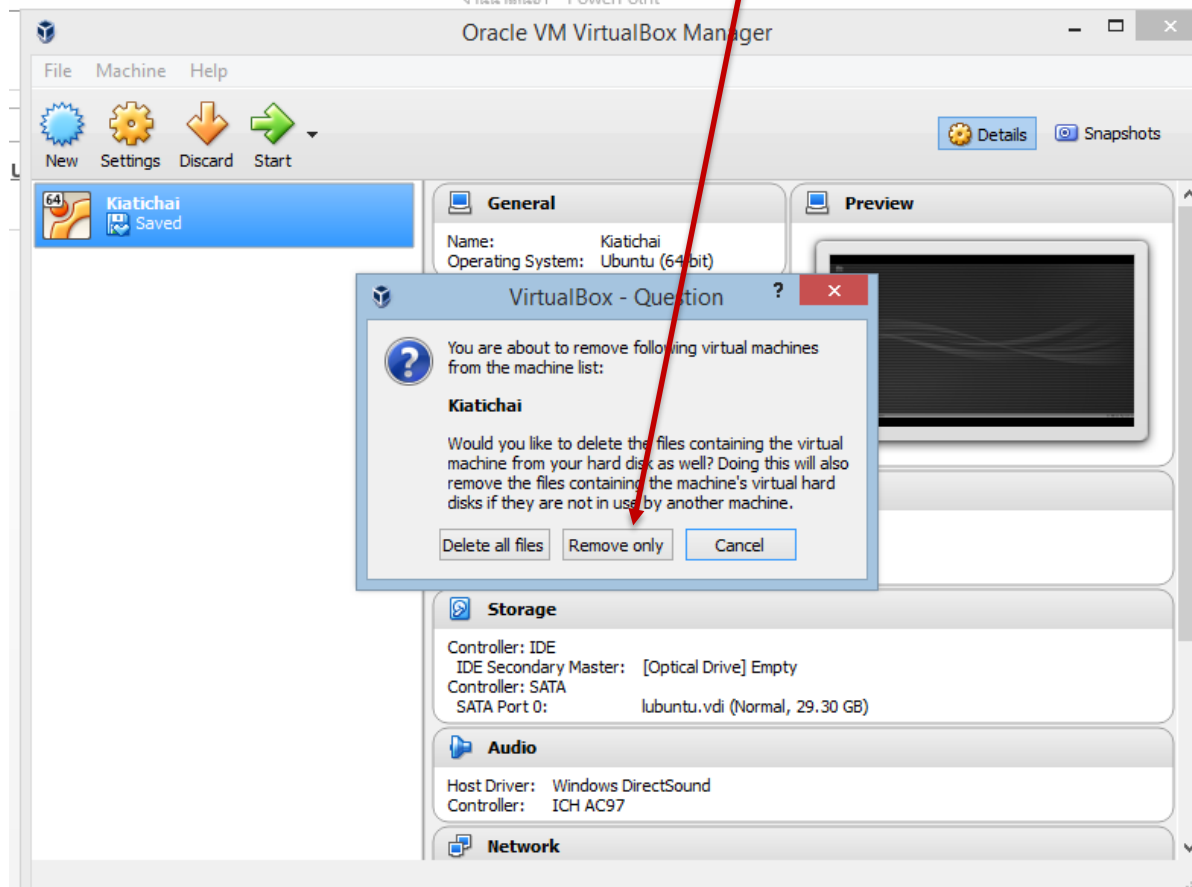 Oracle VM VirtualBox Manager
File Machine Help
New Settings Discard Start
Details Snapshots
64
Kiatichai
Saved
General
Name: Kiatichai
Operating System: Ubuntu (64-bit)
Preview
VirtualBox - Question ?
You are about to remove following virtual machines
from the machine list:
Kiatichai
Would you like to delete the files containing the virtual
machine from your hard disk as well? Doing this will also
remove the files containing the machine's virtual hard
disks if they are not in use by another machine.
Delete all files Remove only Cancel
Storage
Controller: IDE
IDE Secondary Master: [Optical Drive] Empty
Controller: SATA
SATA Port 0: lubuntu.vdi (Normal, 29.30 GB)
Audio
Host Driver: Windows DirectSound
Controller: ICH AC97
Network